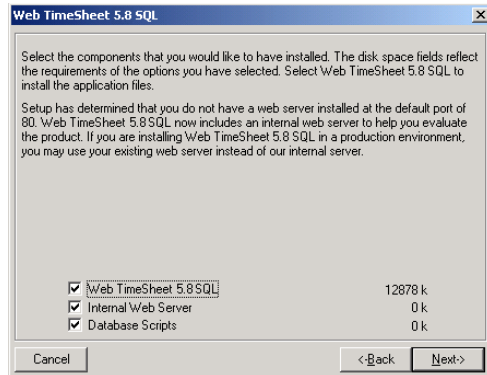 Web TimeSheet 5.8 SQL
Select the components that you would like to have installed. The disk space fields reflect
the requirements of the options you have selected. Select Web TimeSheet 5.8 SQL to
install the application files.
Setup has determined that you do not have a web server installed at the default port of
80. Web TimeSheet 5.8 SQL now includes an internal web server to help you evaluate
the product. If you are installing Web TimeSheet 5.8 SQL in a production environment,
you may use your existing web server instead of our internal server.
Web TimeSheet 5.8 SQL 12878 k
Internal Web Server 0 k
Database Scripts 0 k
Cancel <-Back Next->